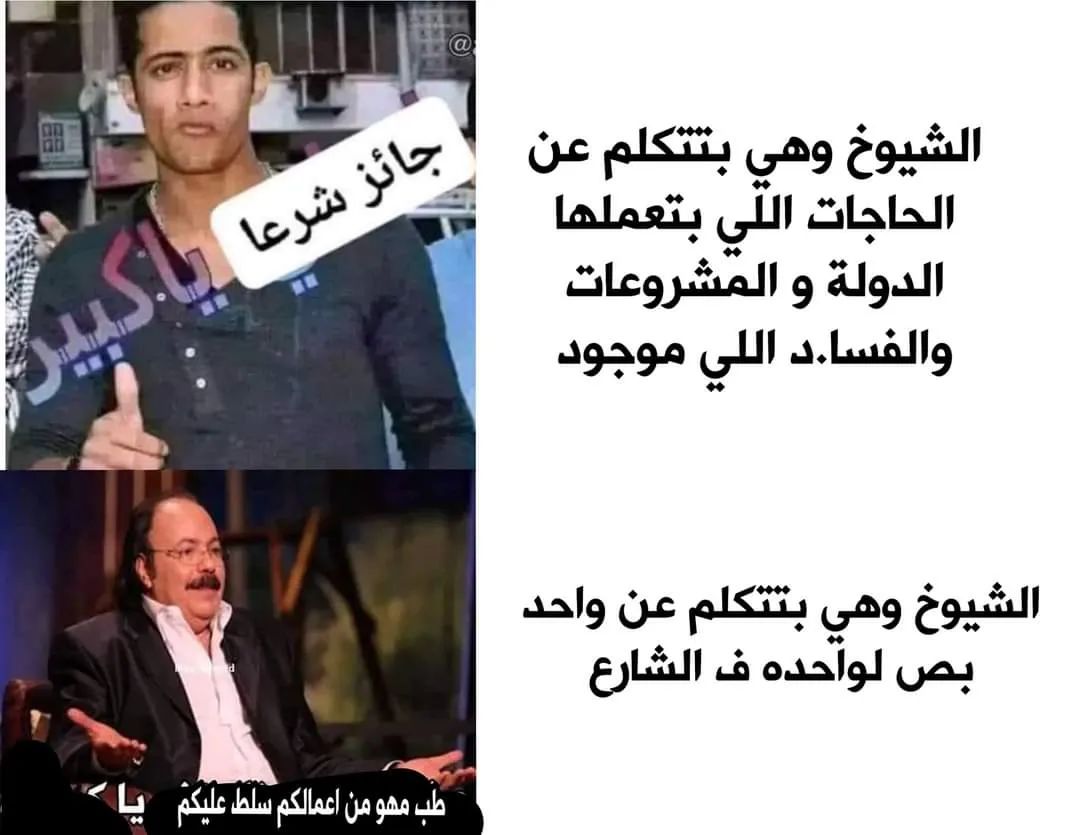 الشيوخ وهي بتتكلم عن
الحاجات اللي بتعملها
الدولة و المشروعات
والفسا.د اللي موجود
جائز شرعا
ياكبير
الشيوخ وهي بتتكلم عن واحد
بص لواحده ف الشارع
طب مهو من اعمالكم سلط عليكم